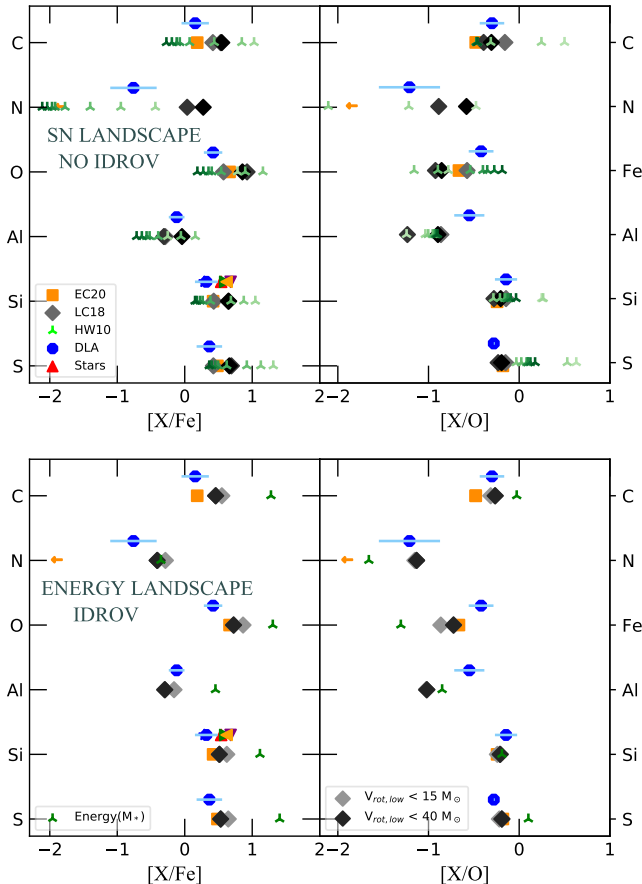 C
N
O
Al
Si
S
SN LANDSCAPE
NO IDROV
EC20
LC18
HW10
DLA
Stars
C
N
Fe
Al
Si
S
−2 −1 0 1 2
−2 −1 0 1
[X/Fe]
[X/O]
C
N
O
Al
Si
S
ENERGY LANDSCAPE
IDROV
Energy(M*)
C
N
Fe
Al
Si
S
V_rot,low < 15 M⊙
V_rot,low < 40 M⊙
−2 −1 0 1 2
−2 −1 0 1
[X/Fe]
[X/O]